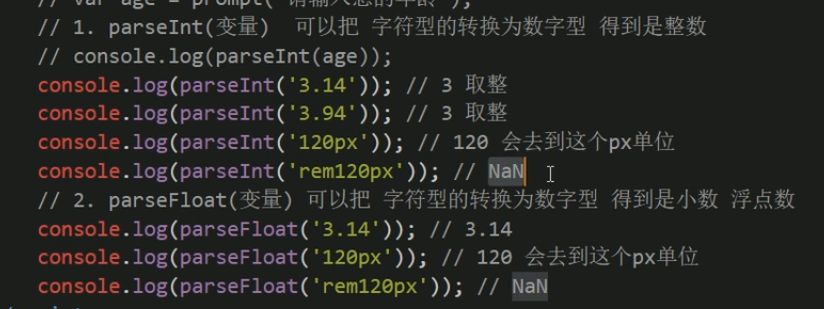 // var age = prompt('请输入您的年龄');
// 1. parseInt(变量) 可以把 字符型的转换为数字型 得到是整数
// console.log(parseInt(age));
console.log(parseInt('3.14')); // 3 取整
console.log(parseInt('3.94')); // 3 取整
console.log(parseInt('120px')); // 120 会去到这个px单位
console.log(parseInt('rem120px')); // NaN
// 2. parseFloat(变量) 可以把 字符型的转换为数字型 得到是小数 浮点数
console.log(parseFloat('3.14')); // 3.14
console.log(parseFloat('120px')); // 120 会去到这个px单位
console.log(parseFloat('rem120px')); // NaN